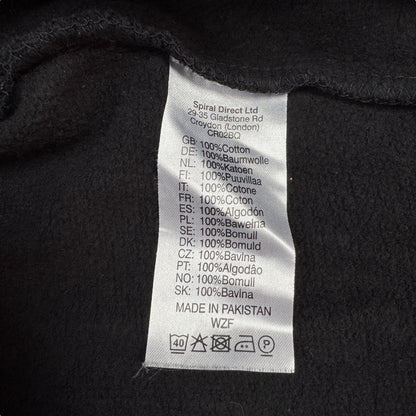 Spiral Direct Ltd
29-35 Gladstone Rd
Croydon (London)
CR02BQ
GB: 100%Cotton
DE: 100%Baumwolle
NL: 100%Katoen
FI: 100%Puuvillaa
IT: 100%Cotone
FR: 100%Coton
ES: 100%Algodón
PL: 100%Bawełna
SE: 100%Bomull
DK: 100%Bomuld
CZ: 100%Bavlna
PT: 100%Algodâo
NO: 100%Bomull
SK: 100%Bavlna
MADE IN PAKISTAN
WZF
40 P